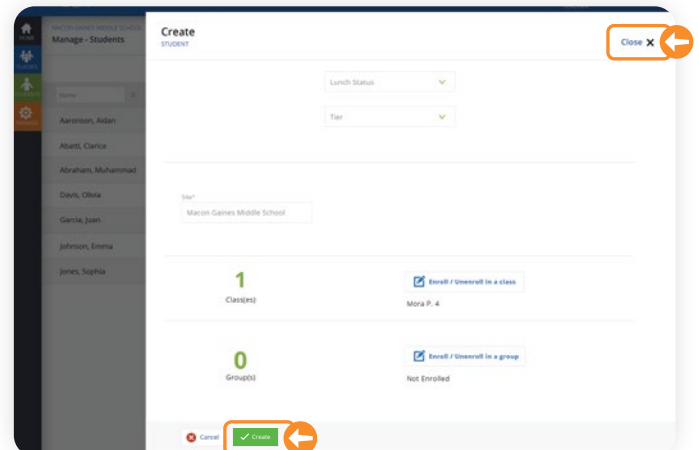 HOME
MACON GAINES MIDDLE SCHOOL
Manage - Students
Name
Aaronson, Aidan
Abatti, Clarice
Abraham, Muhammad
Davis, Olivia
Garcia, Juan
Johnson, Emma
Jones, Sophia
Create
STUDENT
Close X
Lunch Status
Tier
Site*
Macon Gaines Middle School
1
Class(es)
Enroll / Unenroll in a class
Mora P. 4
0
Group(s)
Enroll / Unenroll in a group
Not Enrolled
Cancel
Create